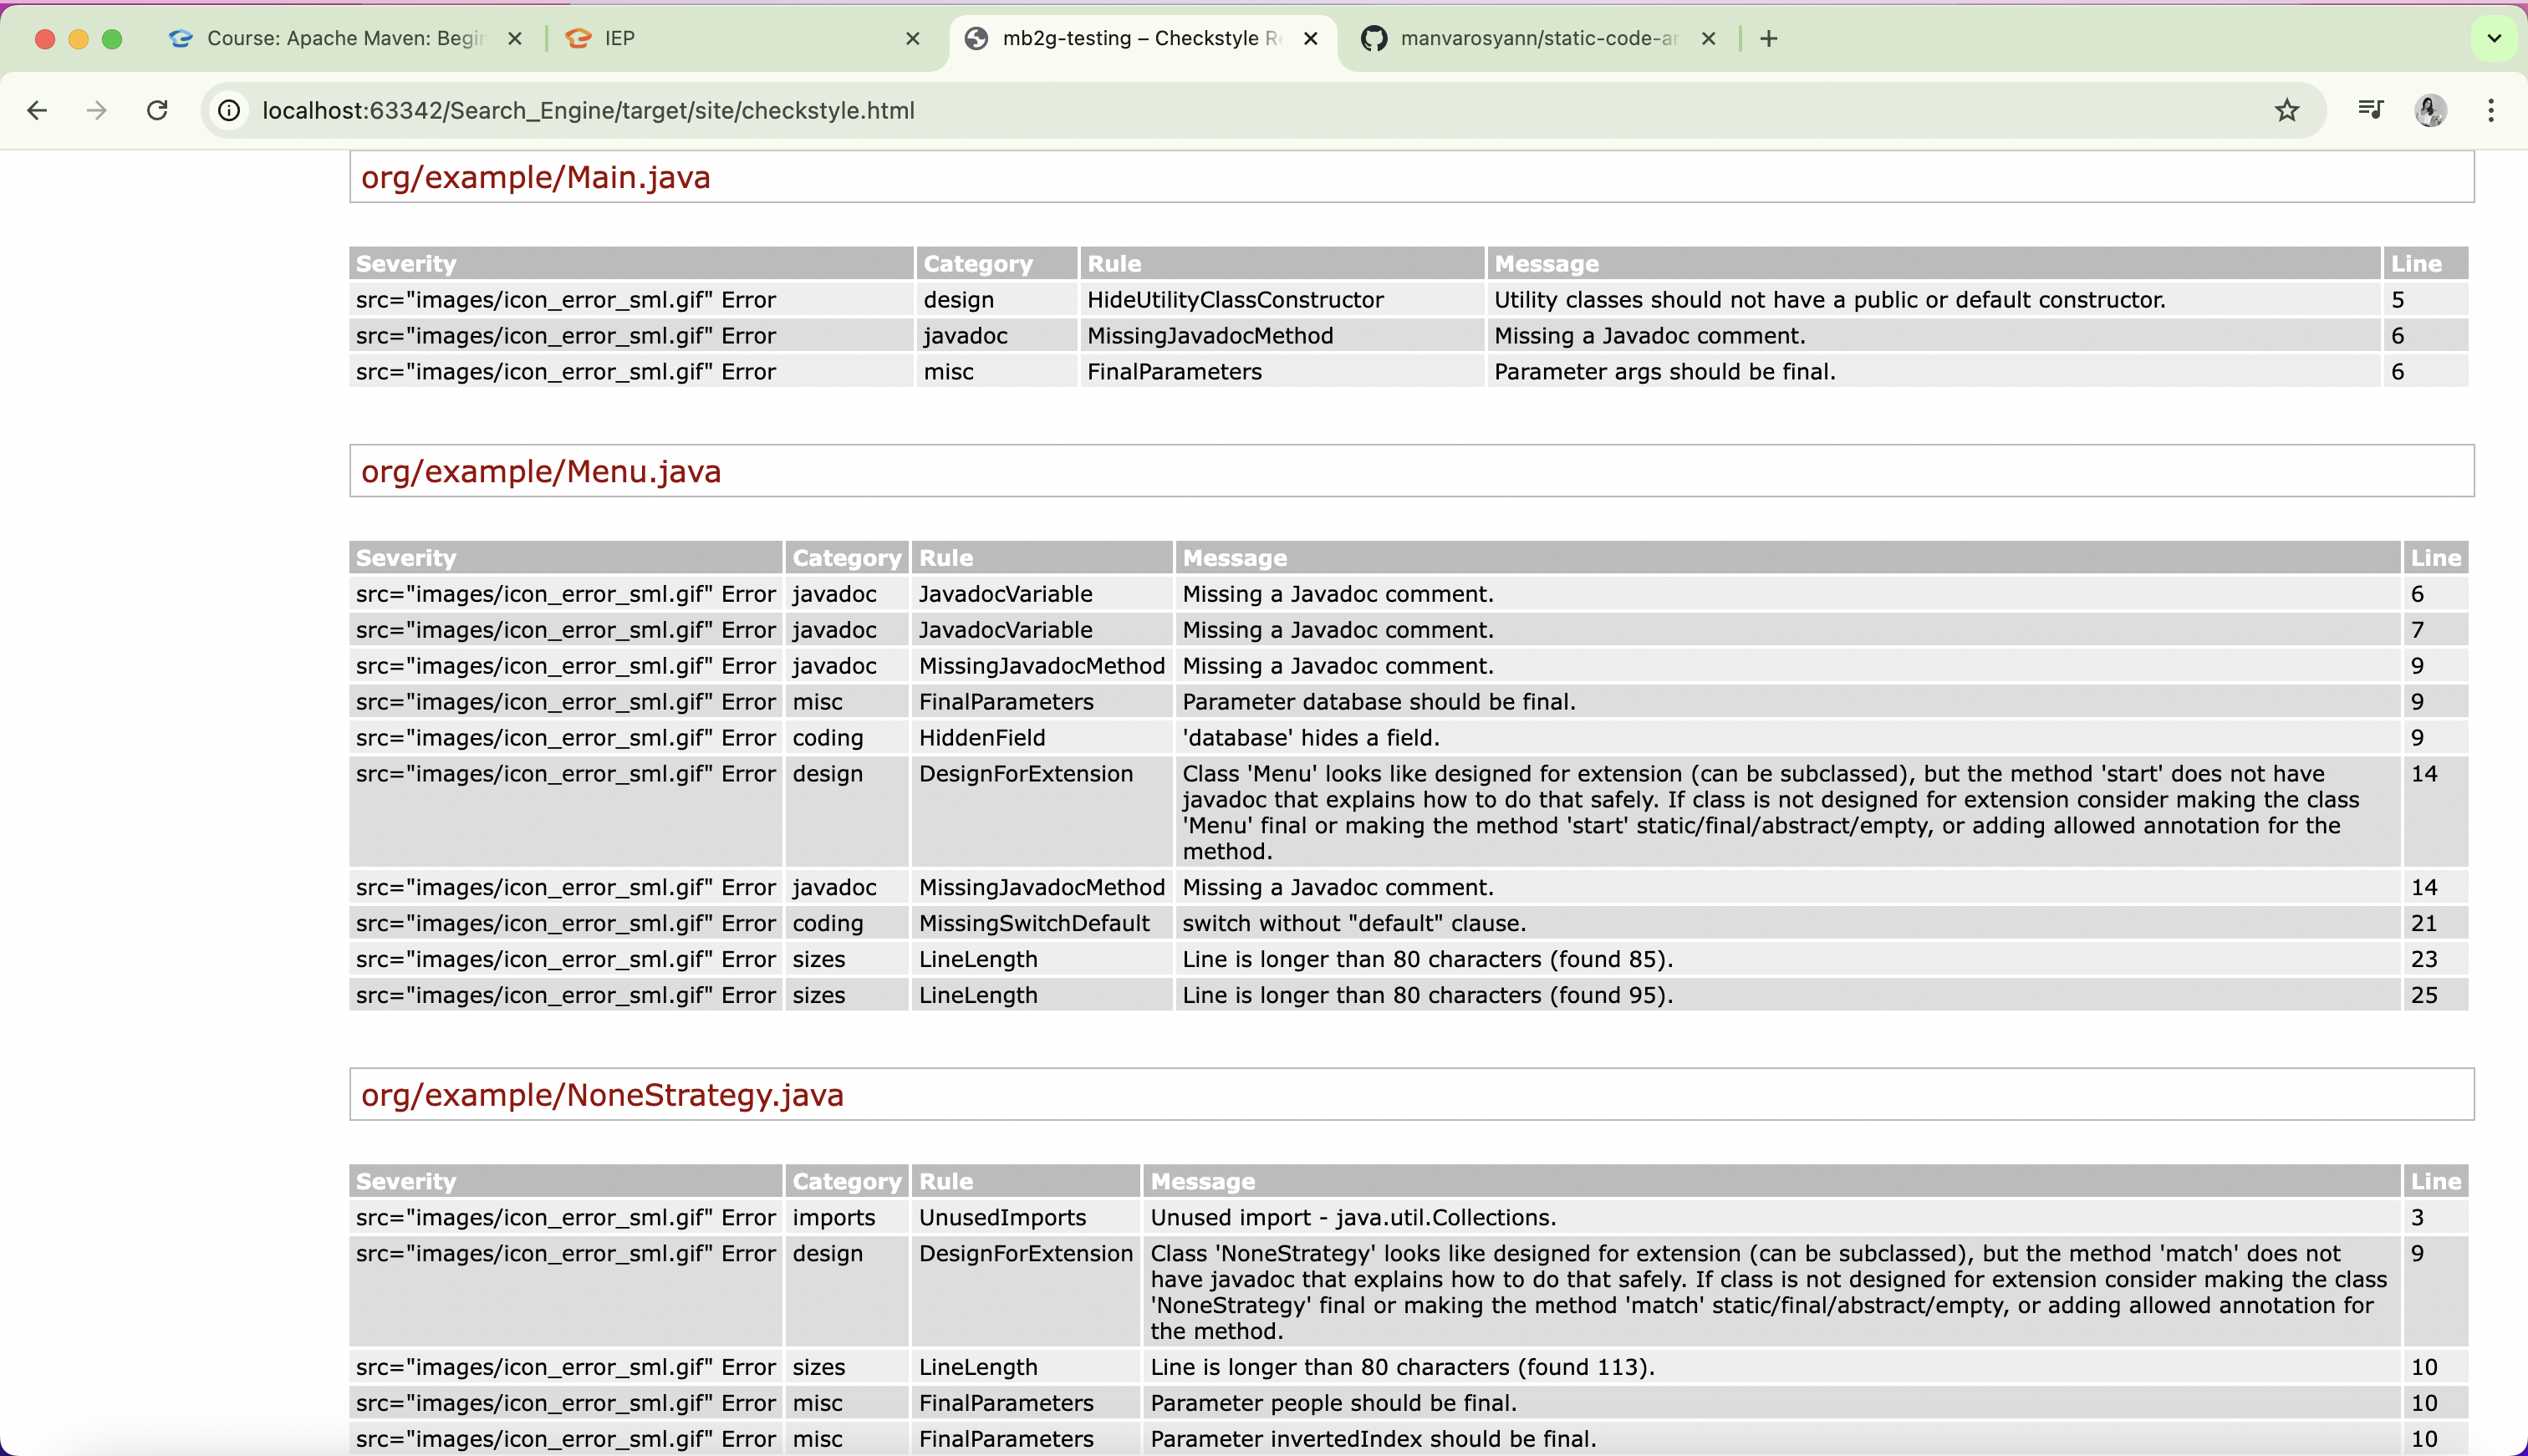 Course: Apache Maven: Begin
IEP
mb2g-testing – Checkstyle Re
manvarosyann/static-code-an
localhost:63342/Search_Engine/target/site/checkstyle.html
org/example/Main.java
Severity Category Rule Message Line
src="images/icon_error_sml.gif" Error design HideUtilityClassConstructor Utility classes should not have a public or default constructor. 5
src="images/icon_error_sml.gif" Error javadoc MissingJavadocMethod Missing a Javadoc comment. 6
src="images/icon_error_sml.gif" Error misc FinalParameters Parameter args should be final. 6
org/example/Menu.java
Severity Category Rule Message Line
src="images/icon_error_sml.gif" Error javadoc JavadocVariable Missing a Javadoc comment. 6
src="images/icon_error_sml.gif" Error javadoc JavadocVariable Missing a Javadoc comment. 7
src="images/icon_error_sml.gif" Error javadoc MissingJavadocMethod Missing a Javadoc comment. 9
src="images/icon_error_sml.gif" Error misc FinalParameters Parameter database should be final. 9
src="images/icon_error_sml.gif" Error coding HiddenField 'database' hides a field. 9
src="images/icon_error_sml.gif" Error design DesignForExtension Class 'Menu' looks like designed for extension (can be subclassed), but the method 'start' does not have 14
javadoc that explains how to do that safely. If class is not designed for extension consider making the class
'Menu' final or making the method 'start' static/final/abstract/empty, or adding allowed annotation for the
method.
src="images/icon_error_sml.gif" Error javadoc MissingJavadocMethod Missing a Javadoc comment. 14
src="images/icon_error_sml.gif" Error coding MissingSwitchDefault switch without "default" clause. 21
src="images/icon_error_sml.gif" Error sizes LineLength Line is longer than 80 characters (found 85). 23
src="images/icon_error_sml.gif" Error sizes LineLength Line is longer than 80 characters (found 95). 25
org/example/NoneStrategy.java
Severity Category Rule Message Line
src="images/icon_error_sml.gif" Error imports UnusedImports Unused import - java.util.Collections. 3
src="images/icon_error_sml.gif" Error design DesignForExtension Class 'NoneStrategy' looks like designed for extension (can be subclassed), but the method 'match' does not 9
have javadoc that explains how to do that safely. If class is not designed for extension consider making the class
'NoneStrategy' final or making the method 'match' static/final/abstract/empty, or adding allowed annotation for
the method.
src="images/icon_error_sml.gif" Error sizes LineLength Line is longer than 80 characters (found 113). 10
src="images/icon_error_sml.gif" Error misc FinalParameters Parameter people should be final. 10
src="images/icon_error_sml.gif" Error misc FinalParameters Parameter invertedIndex should be final. 10